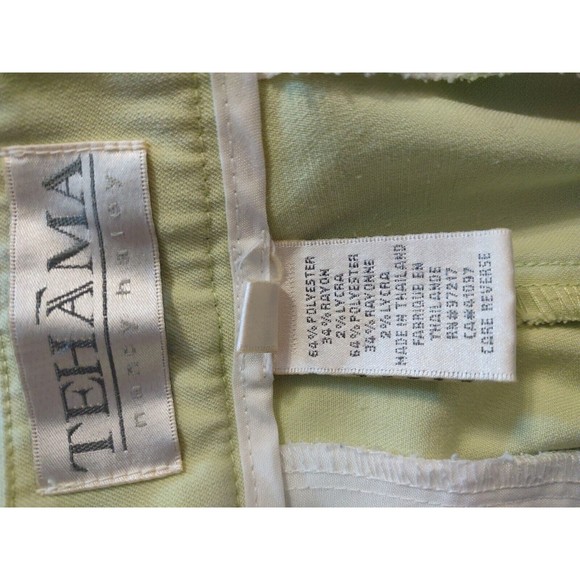 TEHĀMA
nancy haley
64% POLYESTER
34% RAYON
2% LYCRA
64% POLYESTER
34% RAYONNE
2% LYCRA
MADE IN THAILAND
FABRIQUE EN
THAILANDE
RN#97217
CA#41097
CARE REVERSE